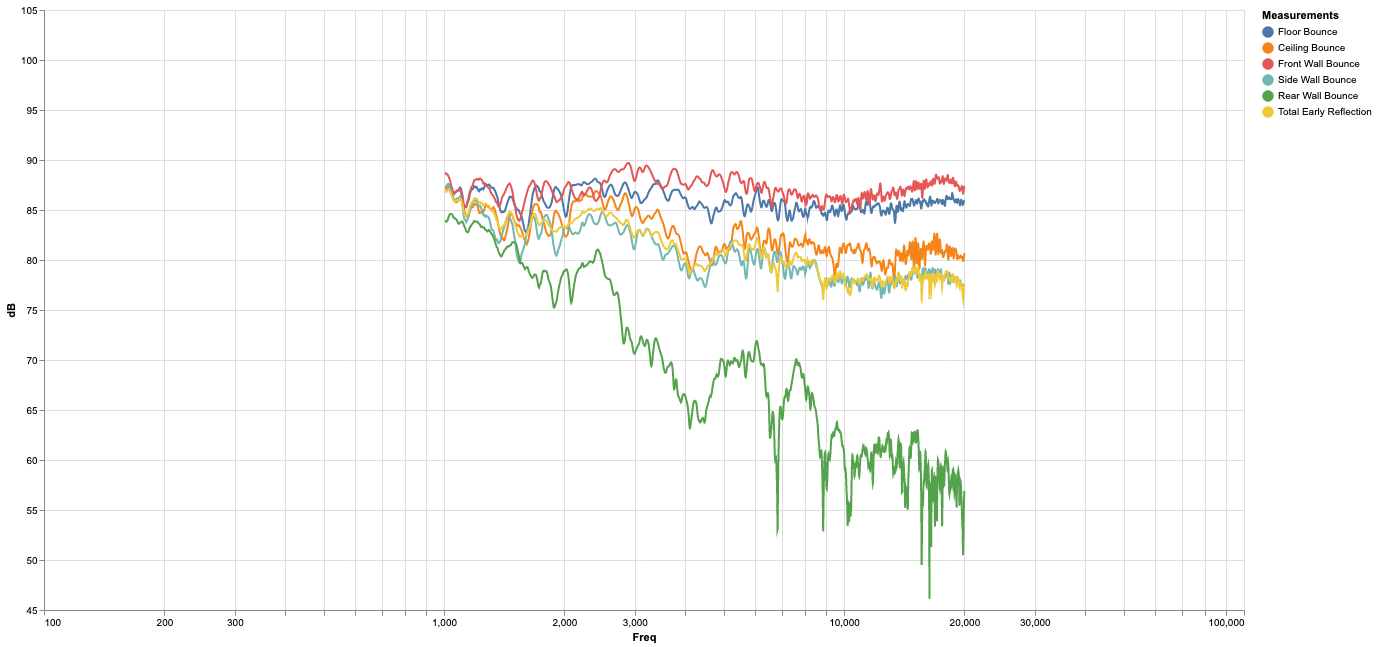 105
100
95
90
85
80
75
70
65
60
55
50
45
dB
100
200
300
1,000
2,000
3,000
10,000
20,000
30,000
100,000
Freq
Measurements
Floor Bounce
Ceiling Bounce
Front Wall Bounce
Side Wall Bounce
Rear Wall Bounce
Total Early Reflection